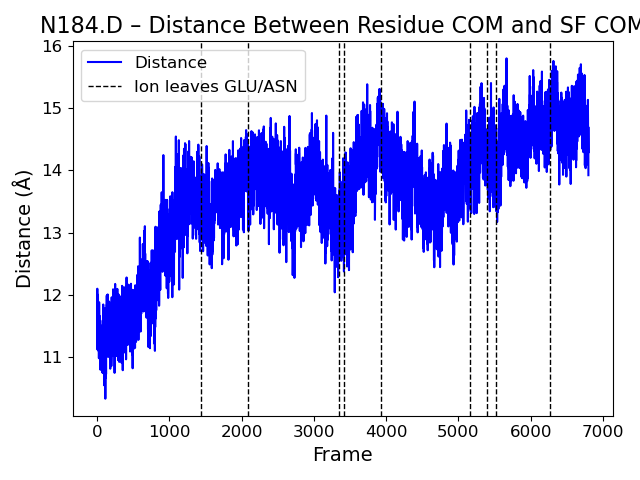 N184.D – Distance Between Residue COM and SF COM
16
15
14
13
12
11
Distance (Å)
Distance
Ion leaves GLU/ASN
0 1000 2000 3000 4000 5000 6000 7000
Frame